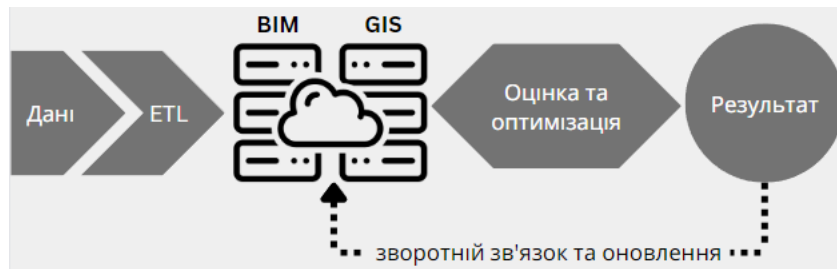 BIM GIS
Дані
ETL
Оцінка та
оптимізація
Результат
зворотній зв'язок та оновлення